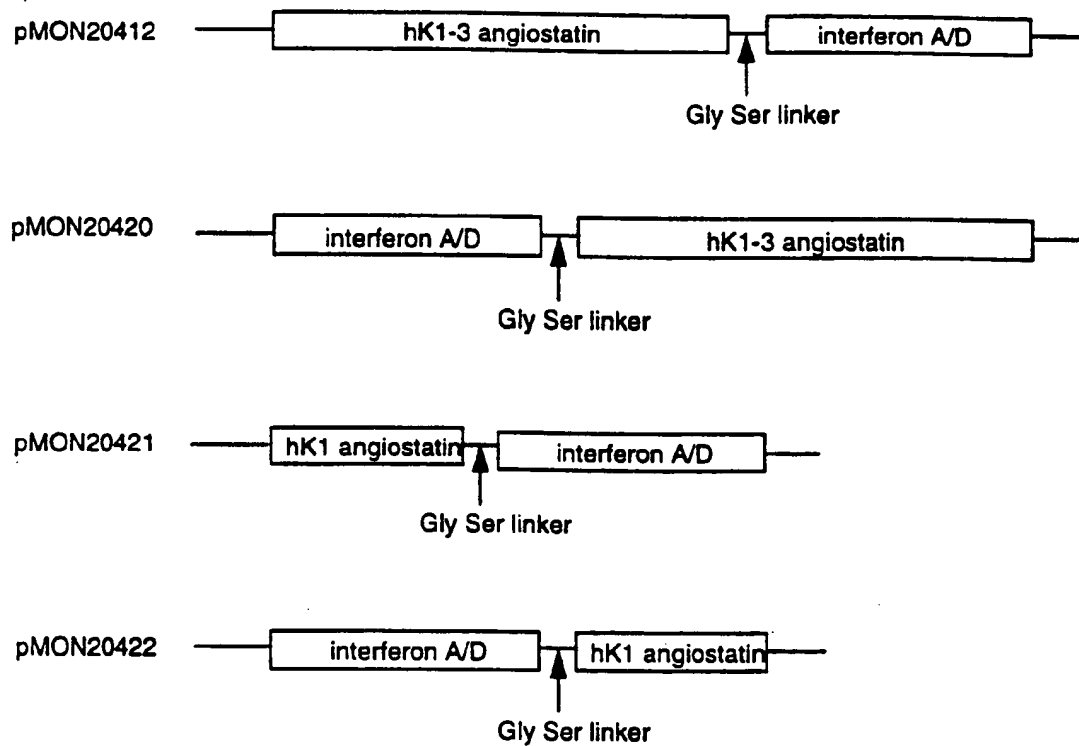 pMON20412
hK1-3 angiostatin
interferon A/D
Gly Ser linker
pMON20420
interferon A/D
hK1-3 angiostatin
Gly Ser linker
pMON20421
hK1 angiostatin
interferon A/D
Gly Ser linker
pMON20422
interferon A/D
hK1 angiostatin
Gly Ser linker